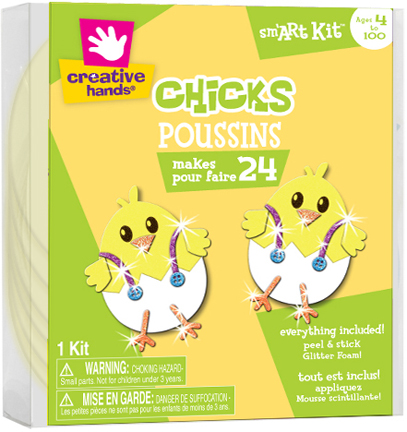 creative
hands®
smART Kit™
Ages 4
to
100
CHICKS
POUSSINS
makes
pour faire 24
everything included!
peel & stick
Glitter Foam!
tout est inclus!
appliquez
Mousse scintillante!
1 Kit
WARNING: CHOKING HAZARD-
Small parts. Not for children under 3 years.
MISE EN GARDE: DANGER DE SUFFOCATION -
Les petites pièces ne sont pas pour les enfants de moins de 3 ans.